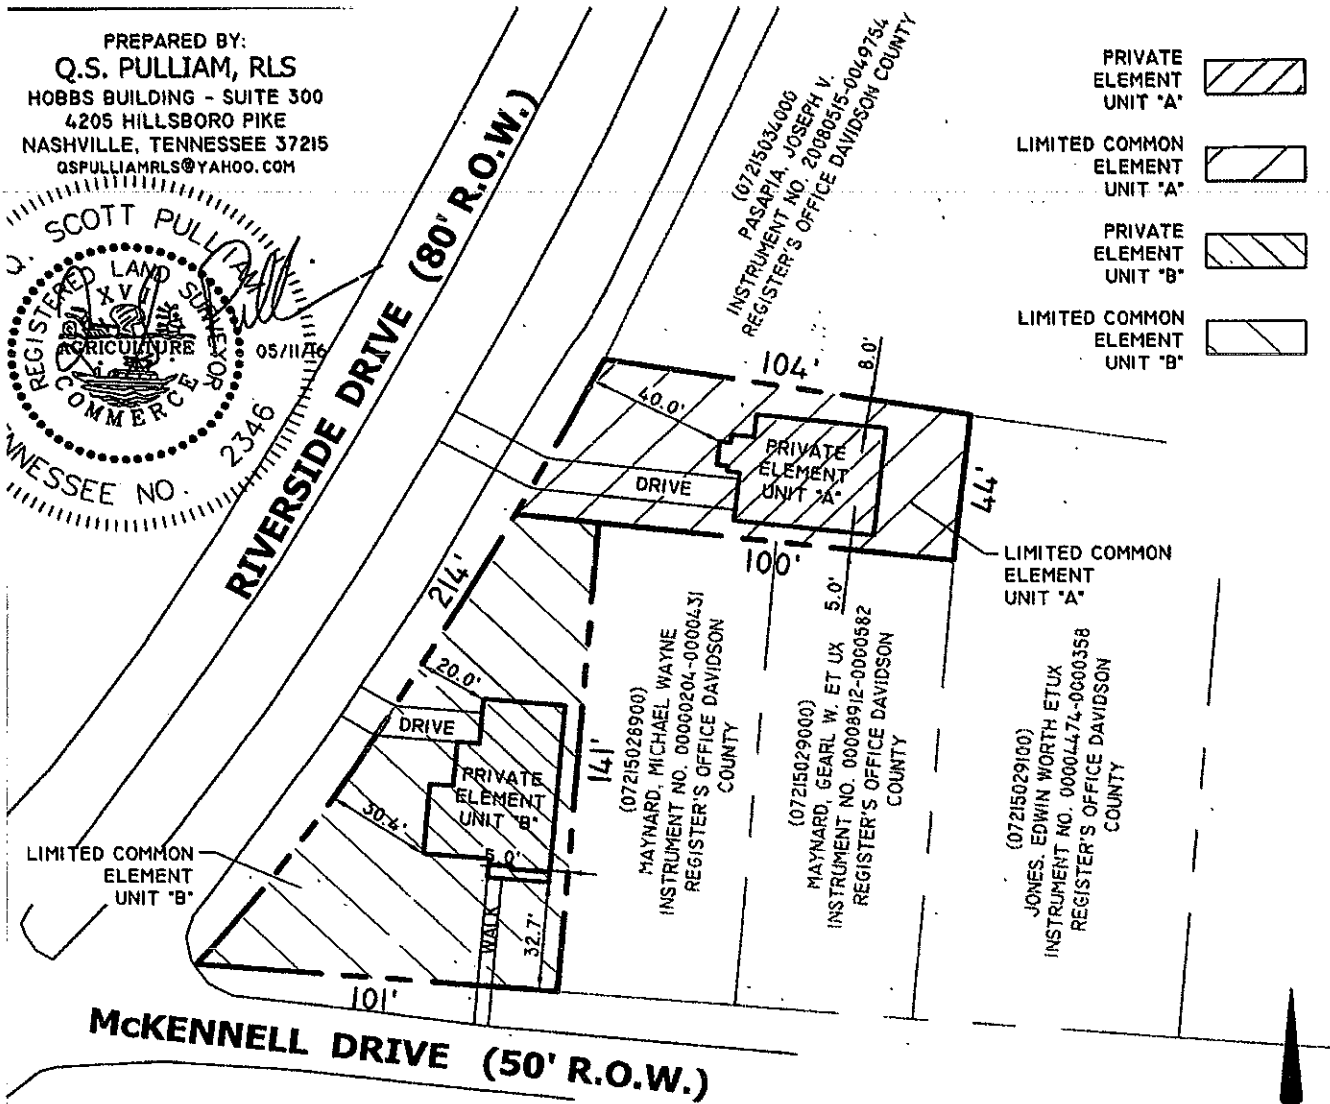 PREPARED BY:
Q.S. PULLIAM, RLS
HOBBS BUILDING - SUITE 300
4205 HILLSBORO PIKE
NASHVILLE, TENNESSEE 37215
QSPULLIAMRLS@YAHOO.COM
Q. SCOTT PULLIAM
REGISTERED LAND SURVEYOR
XVI
AGRICULTURE
COMMERCE
05/11/16
NNESSEE NO. 2346
RIVERSIDE DRIVE (80' R.O.W.)
(07215034000)
PASAPIA, JOSEPH V.
INSTRUMENT NO. 20080515-0049754
REGISTER'S OFFICE DAVIDSON COUNTY
PRIVATE
ELEMENT
UNIT "A"
LIMITED COMMON
ELEMENT
UNIT "A"
PRIVATE
ELEMENT
UNIT "B"
LIMITED COMMON
ELEMENT
UNIT "B"
104'
8.0'
40.0'
PRIVATE
ELEMENT
UNIT "A"
DRIVE
44'
100'
5.0'
LIMITED COMMON
ELEMENT
UNIT "A"
214'
20.0'
DRIVE
141'
PRIVATE
ELEMENT
UNIT "B"
5.0'
WALK
32.7'
LIMITED COMMON
ELEMENT
UNIT "B"
101'
(07215028900)
MAYNARD, MICHAEL WAYNE
INSTRUMENT NO. 00000204-0000431
REGISTER'S OFFICE DAVIDSON
COUNTY
(07215029000)
MAYNARD, GEARL W. ET UX
INSTRUMENT NO. 00008912-0000582
REGISTER'S OFFICE DAVIDSON
COUNTY
(07215029100)
JONES, EDWIN WORTH ETUX
INSTRUMENT NO. 00004474-0000358
REGISTER'S OFFICE DAVIDSON
COUNTY
McKENNELL DRIVE (50' R.O.W.)